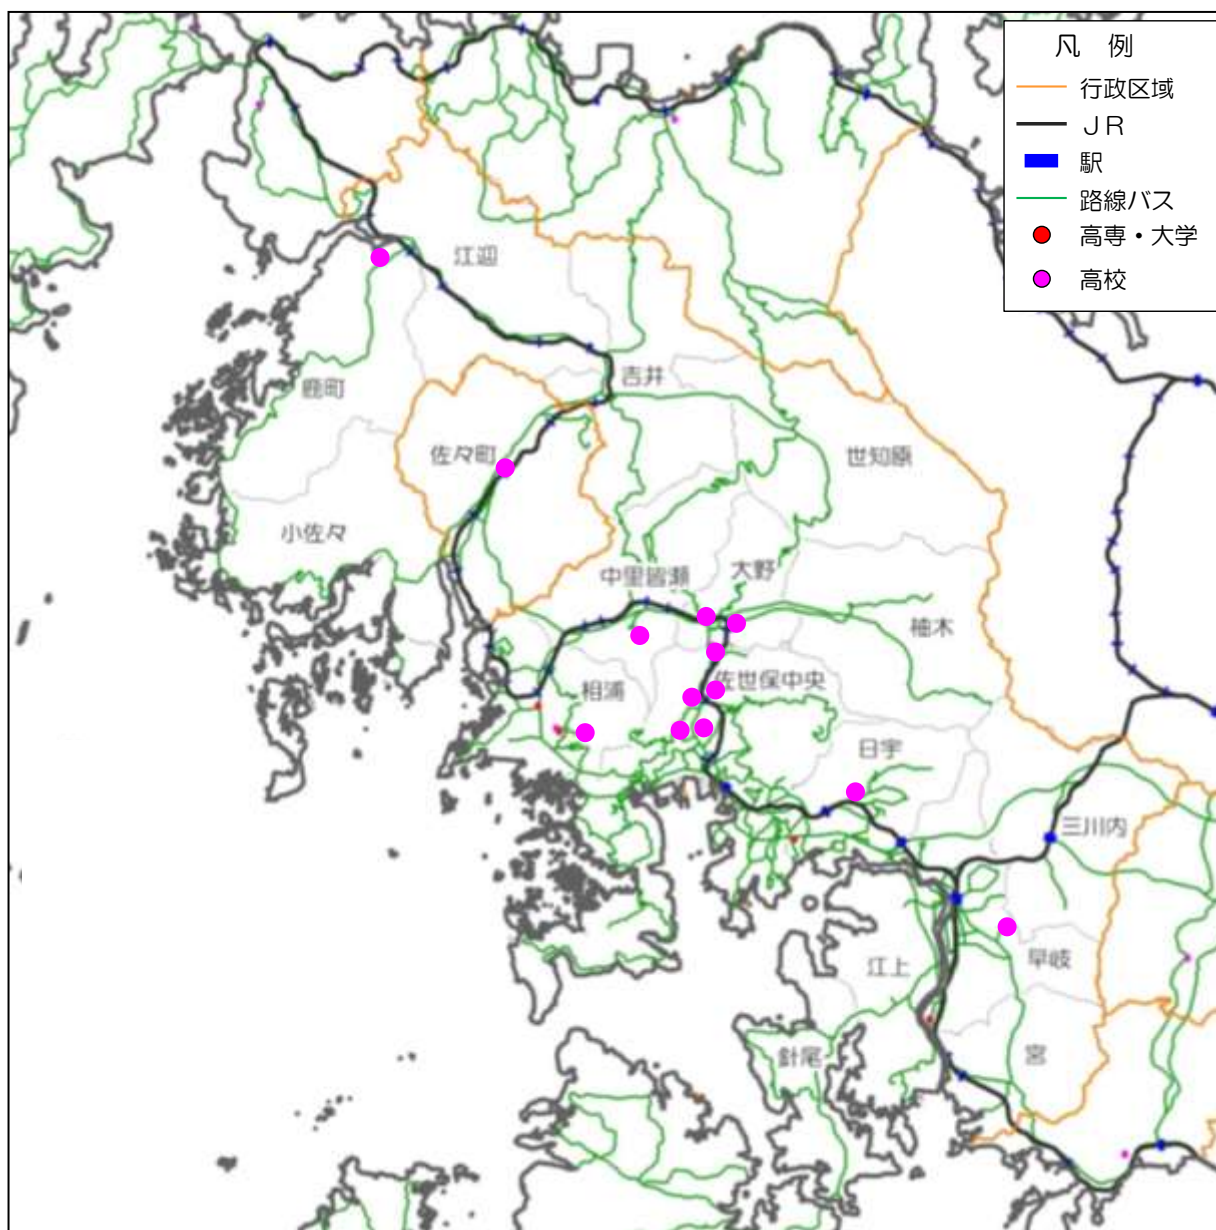 凡 例
行政区域
ＪＲ
駅
路線バス
高専・大学
高校
江迎
吉井
鹿町
佐々町
世知原
小佐々
中里皆瀬
大野
柚木
相浦
佐世保中央
日宇
三川内
江上
早岐
針尾
宮